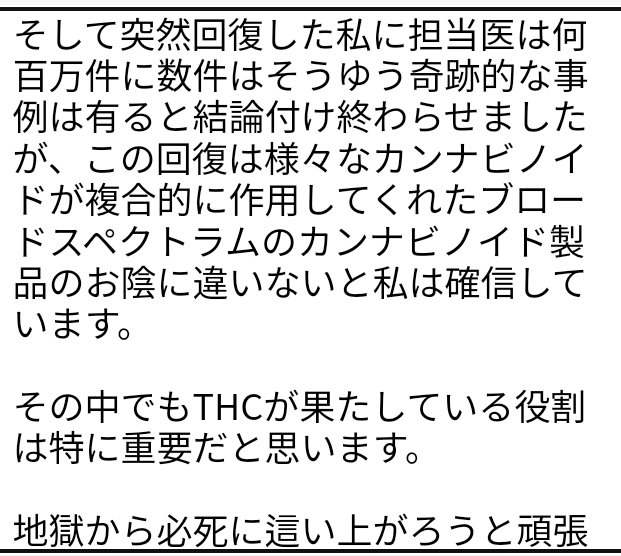 そして突然回復した私に担当医は何
百万件に数件はそうゆう奇跡的な事
例は有ると結論付け終わらせました
が、この回復は様々なカンナビノイ
ドが複合的に作用してくれたブロー
ドスペクトラムのカンナビノイド製
品のお陰に違いないと私は確信して
います。
その中でもTHCが果たしている役割
は特に重要だと思います。
地獄から必死に這い上がろうと頑張